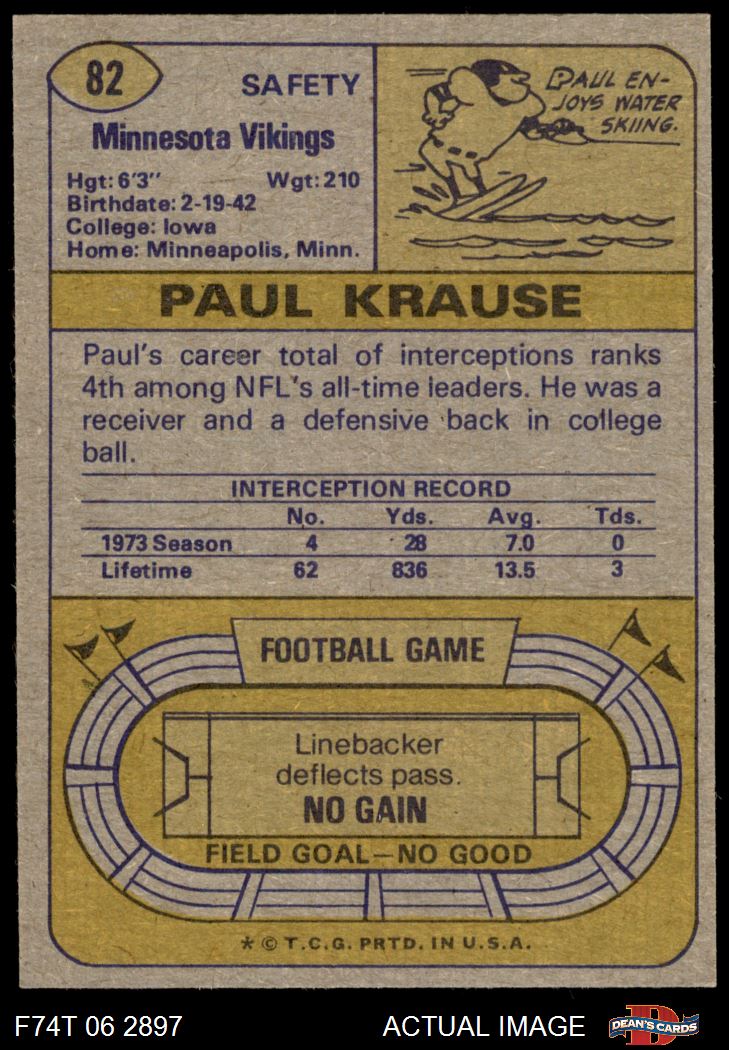 82
SAFETY
Minnesota Vikings
Hgt: 6'3" Wgt: 210
Birthdate: 2-19-42
College: Iowa
Home: Minneapolis, Minn.
PAUL EN-
JOYS WATER
SKIING.
PAUL KRAUSE
Paul's career total of interceptions ranks
4th among NFL's all-time leaders. He was a
receiver and a defensive back in college
ball.
INTERCEPTION RECORD
No. Yds. Avg. Tds.
1973 Season 4 28 7.0 0
Lifetime 62 836 13.5 3
FOOTBALL GAME
Linebacker
deflects pass.
NO GAIN
FIELD GOAL—NO GOOD
* © T.C.G. PRTD. IN U.S.A.
F74T 06 2897 ACTUAL IMAGE
D
DEAN'S CARDS